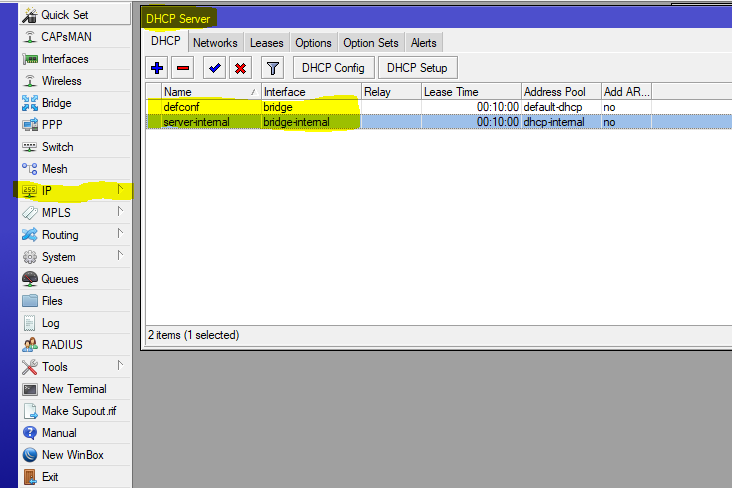 Quick Set
CAPsMAN
Interfaces
Wireless
Bridge
PPP
Switch
Mesh
255 IP
MPLS
Routing
System
Queues
Files
Log
RADIUS
Tools
New Terminal
Make Supout.rif
Manual
New WinBox
Exit
DHCP Server
DHCP Networks Leases Options Option Sets Alerts
DHCP Config DHCP Setup
Name / Interface Relay Lease Time Address Pool Add AR...
defconf bridge 00:10:00 default-dhcp no
server-internal bridge-internal 00:10:00 dhcp-internal no
2 items (1 selected)